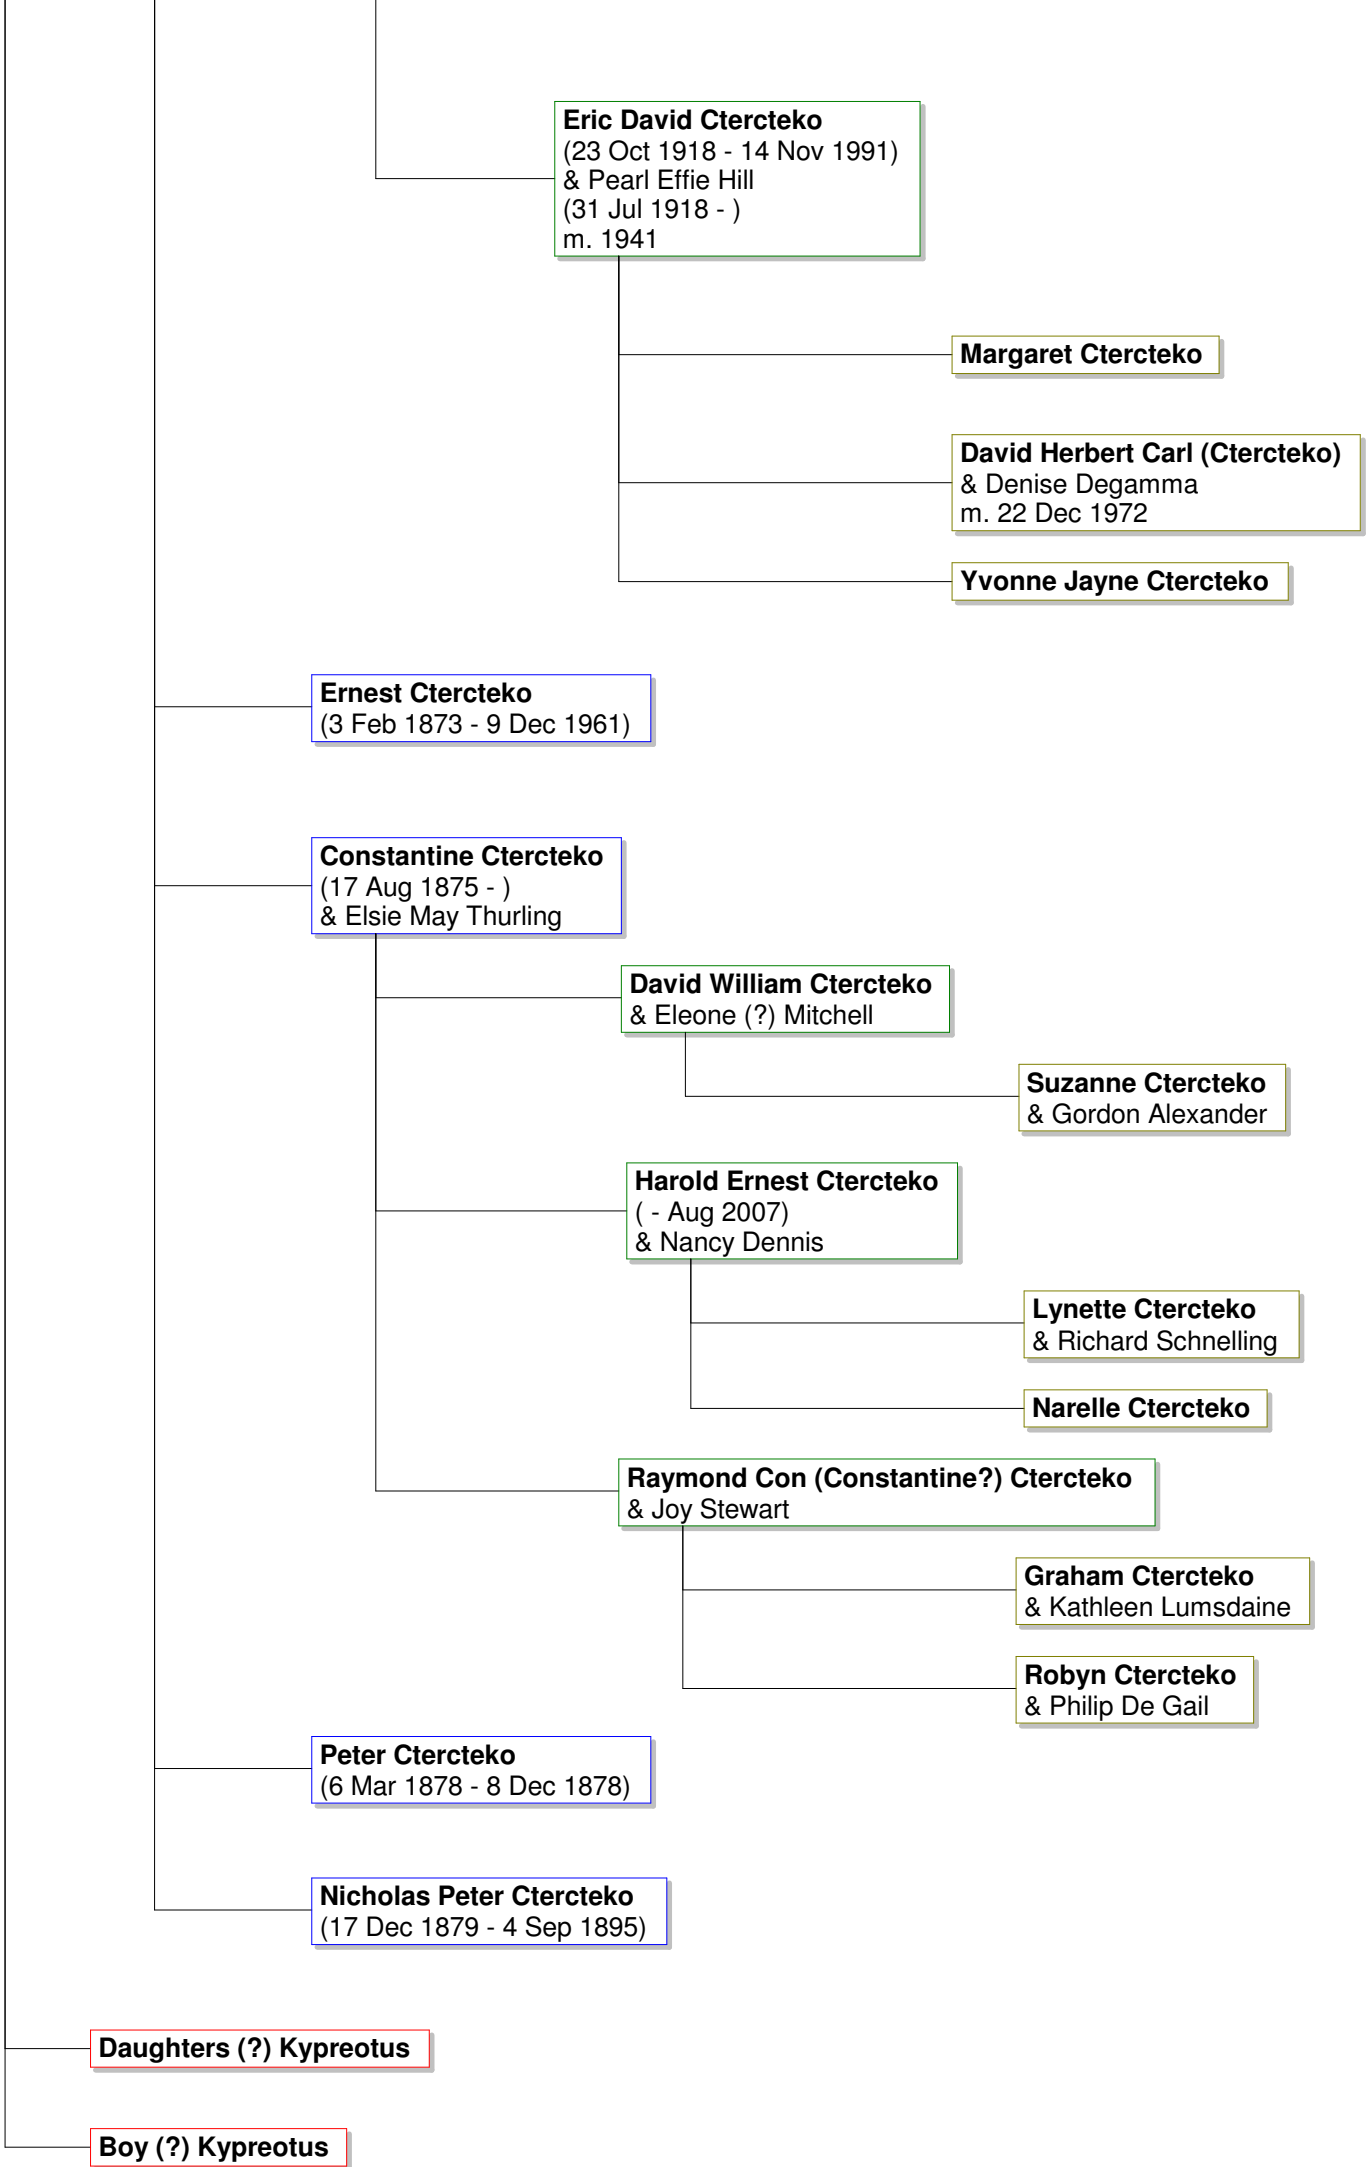 Eric David Ctercteko
(23 Oct 1918 - 14 Nov 1991)
& Pearl Effie Hill
(31 Jul 1918 - )
m. 1941
Margaret Ctercteko
David Herbert Carl (Ctercteko)
& Denise Degamma
m. 22 Dec 1972
Yvonne Jayne Ctercteko
Ernest Ctercteko
(3 Feb 1873 - 9 Dec 1961)
Constantine Ctercteko
(17 Aug 1875 - )
& Elsie May Thurling
David William Ctercteko
& Eleone (?) Mitchell
Suzanne Ctercteko
& Gordon Alexander
Harold Ernest Ctercteko
( - Aug 2007)
& Nancy Dennis
Lynette Ctercteko
& Richard Schnelling
Narelle Ctercteko
Raymond Con (Constantine?) Ctercteko
& Joy Stewart
Graham Ctercteko
& Kathleen Lumsdaine
Robyn Ctercteko
& Philip De Gail
Peter Ctercteko
(6 Mar 1878 - 8 Dec 1878)
Nicholas Peter Ctercteko
(17 Dec 1879 - 4 Sep 1895)
Daughters (?) Kypreotus
Boy (?) Kypreotus